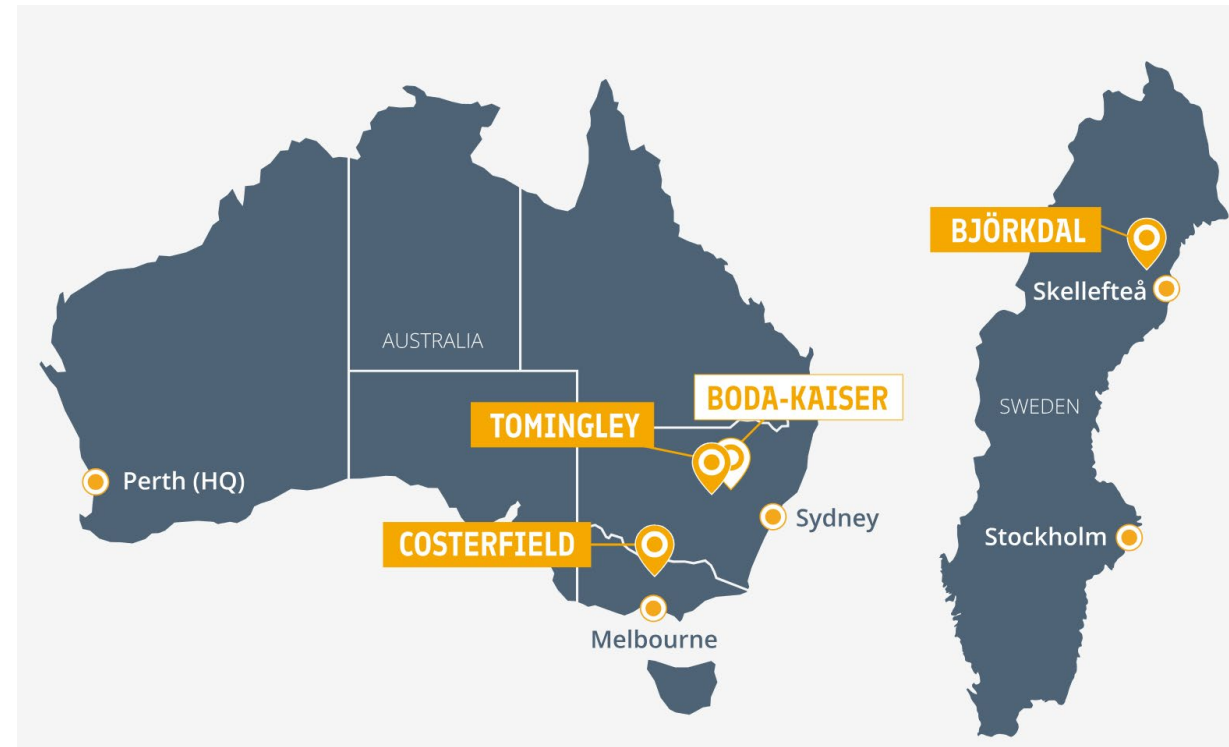 AUSTRALIA
BODA-KAISER
TOMINGLEY
Perth (HQ)
Sydney
COSTERFIELD
Melbourne
BJÖRKDAL
Skellefteå
SWEDEN
Stockholm